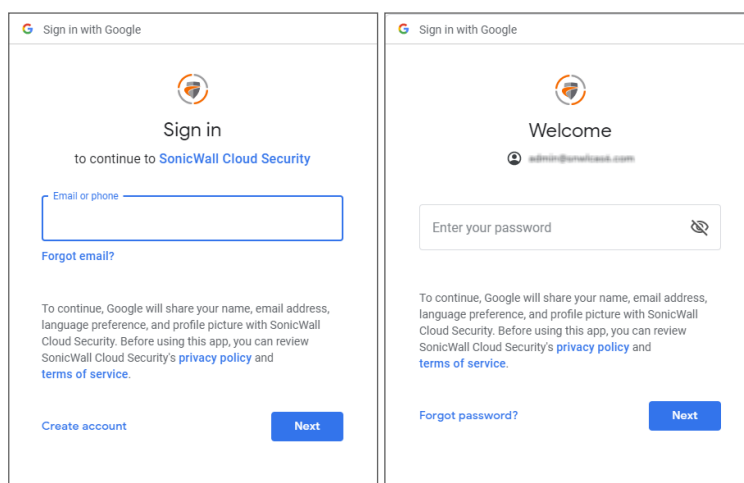 Sign in with Google
Sign in
to continue to SonicWall Cloud Security
Email or phone
Forgot email?
To continue, Google will share your name, email address,
language preference, and profile picture with SonicWall
Cloud Security. Before using this app, you can review
SonicWall Cloud Security's privacy policy and
terms of service.
Create account
Next
Sign in with Google
Welcome
Enter your password
To continue, Google will share your name, email address,
language preference, and profile picture with SonicWall
Cloud Security. Before using this app, you can review
SonicWall Cloud Security's privacy policy and
terms of service.
Forgot password?
Next